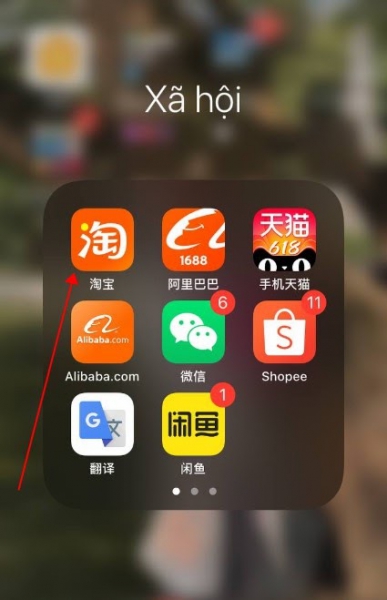 Xã hội
淘
1688
天猫
618
淘宝
阿里巴巴
手机天猫
Alibaba.com
6
S
11
Alibaba.com
微信
Shopee
G
文
闲鱼
1
翻译
闲鱼